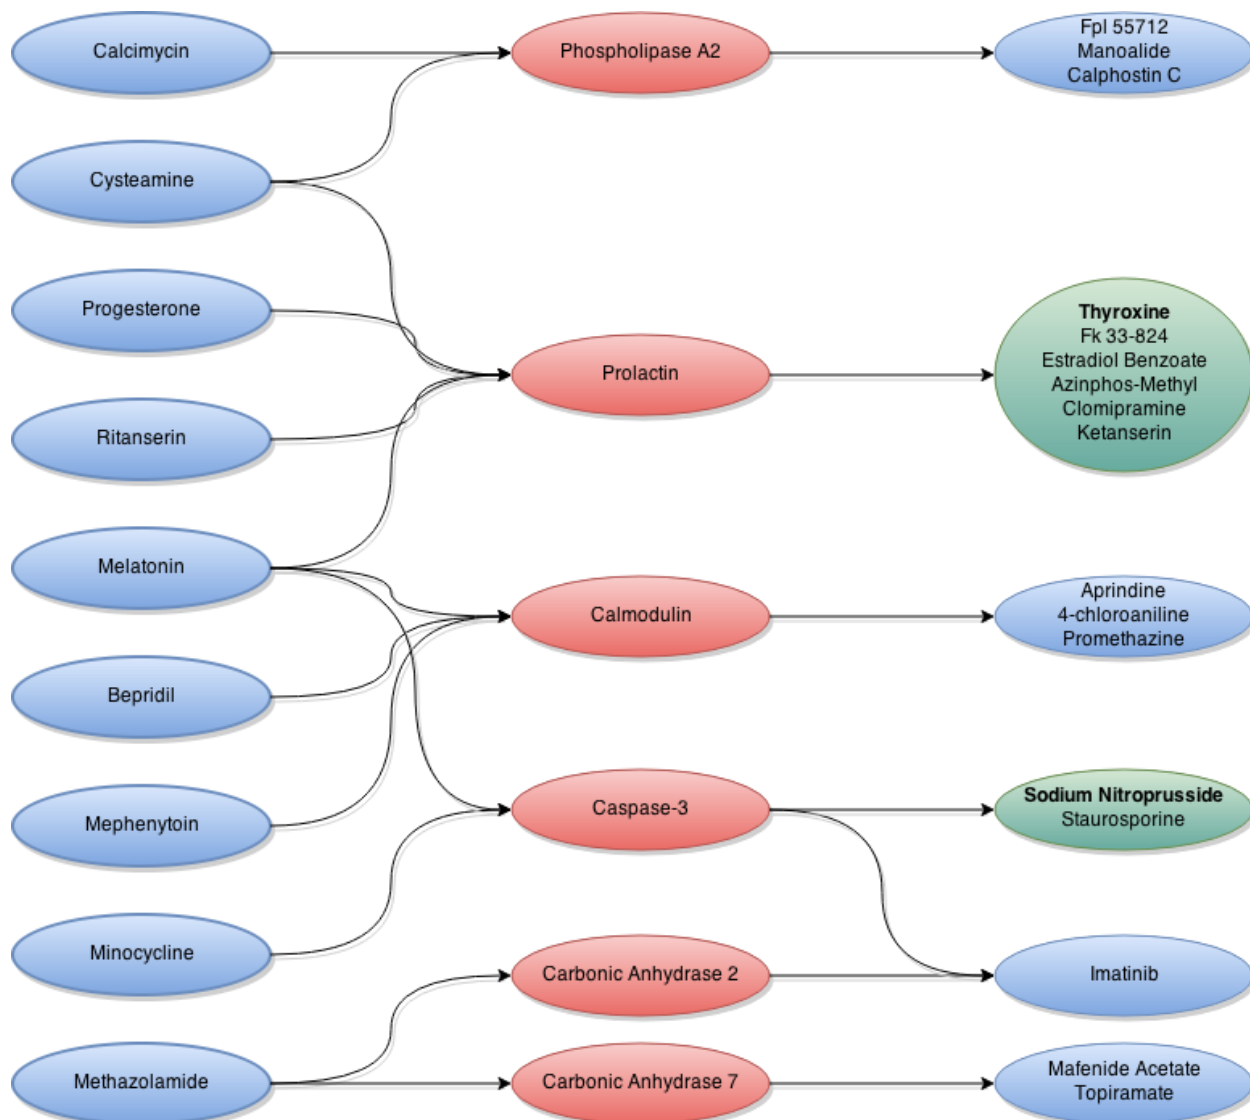 Calcimycin
Phospholipase A2
Fpl 55712
Manoalide
Calphostin C
Cysteamine
Progesterone
Prolactin
Thyroxine
Fk 33-824
Estradiol Benzoate
Azinphos-Methyl
Clomipramine
Ketanserin
Ritanserin
Melatonin
Calmodulin
Aprindine
4-chloroaniline
Promethazine
Bepridil
Mephenytoin
Caspase-3
Sodium Nitroprusside
Staurosporine
Minocycline
Carbonic Anhydrase 2
Imatinib
Methazolamide
Carbonic Anhydrase 7
Mafenide Acetate
Topiramate